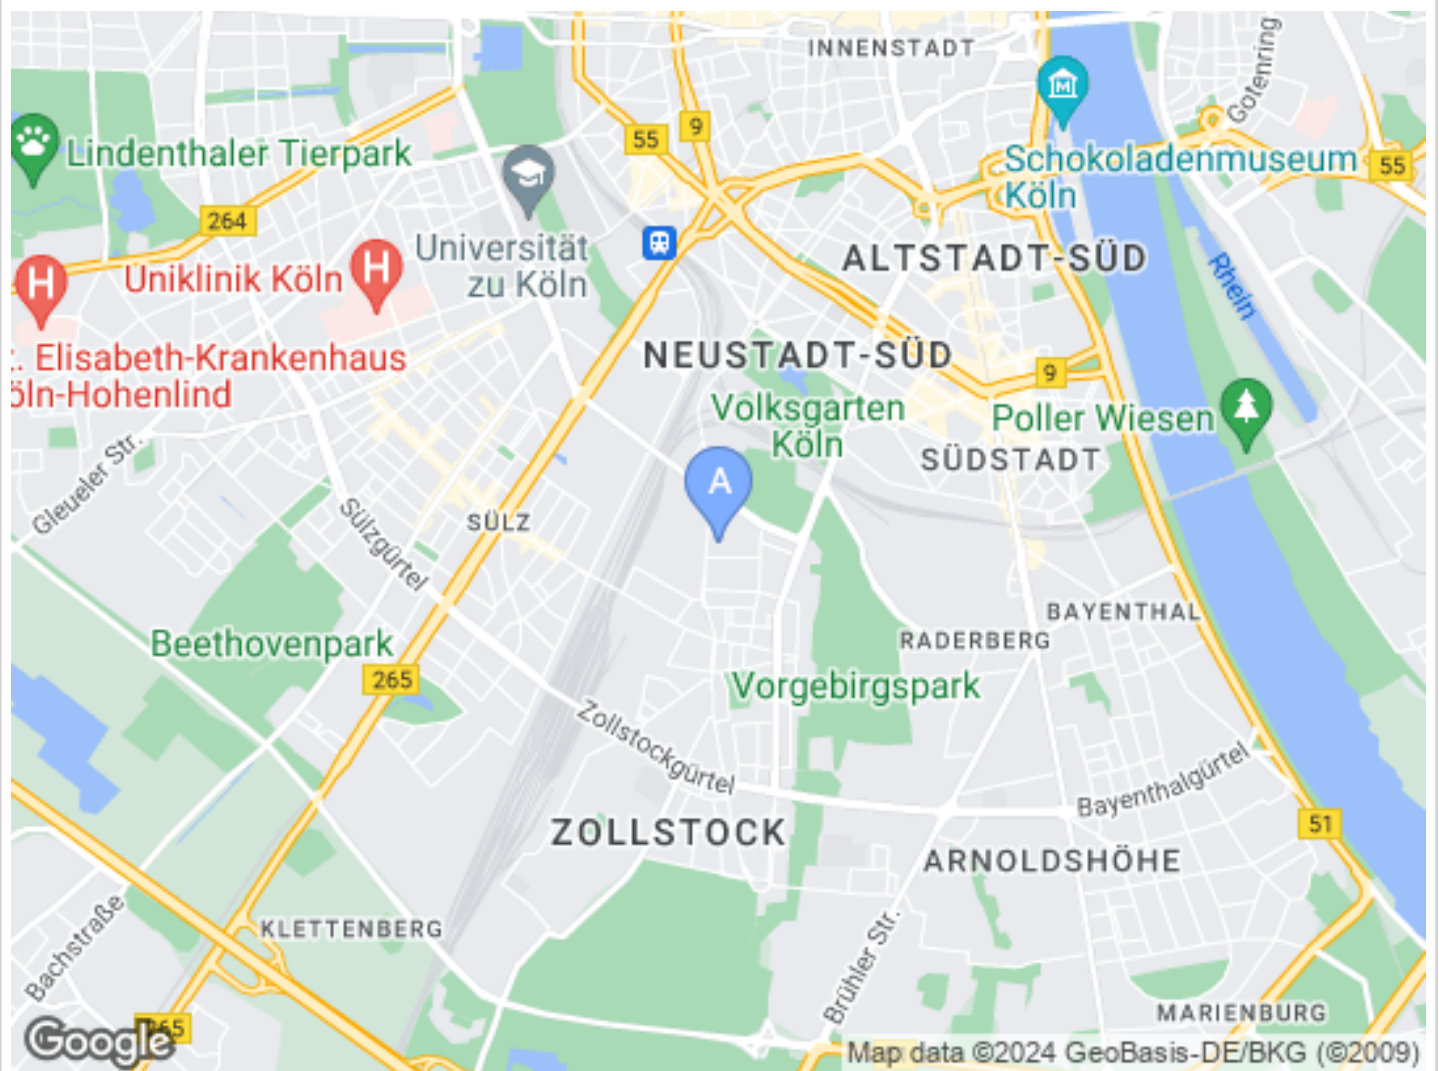 INNENSTADT
Gotenring
55
9
Lindenthaler Tierpark
Schokoladenmuseum
Köln
55
264
Universität
zu Köln
ALTSTADT-SÜD
Uniklinik Köln
H
H
M
Rhein
NEUSTADT-SÜD
. Elisabeth-Krankenhaus
öln-Hohenlind
9
Volksgarten
Köln
Poller Wiesen
SÜDSTADT
Gleueler Str.
A
Sülzgürtel
SÜLZ
BAYENTHAL
RADERBERG
Beethovenpark
265
Vorgebirgspark
Zollstockgürtel
Bayenthalgürtel
51
ZOLLSTOCK
ARNOLDSHÖHE
Bachstraße
KLETTENBERG
Brühler Str.
MARIENBURG
265
Google
Map data ©2024 GeoBasis-DE/BKG (©2009)